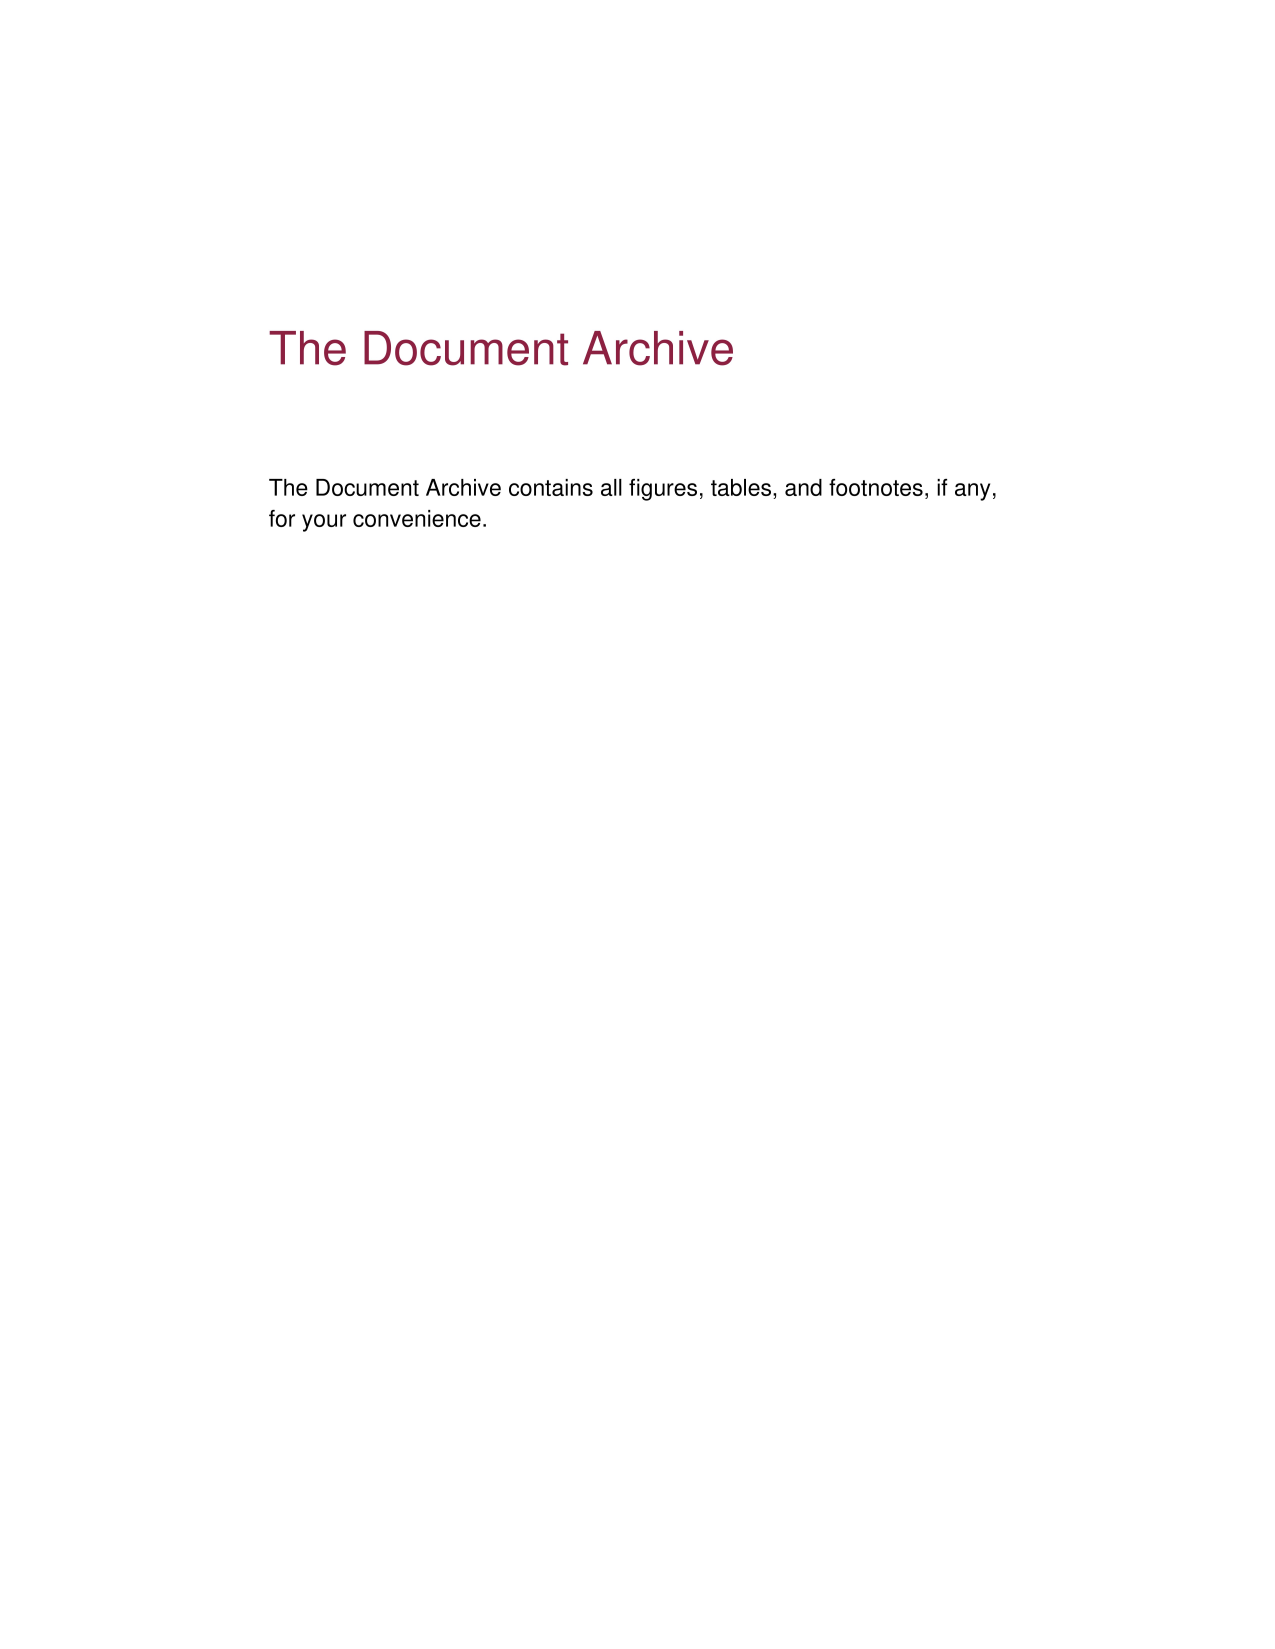 The Document Archive
The Document Archive contains all figures, tables, and footnotes, if any,
for your convenience.